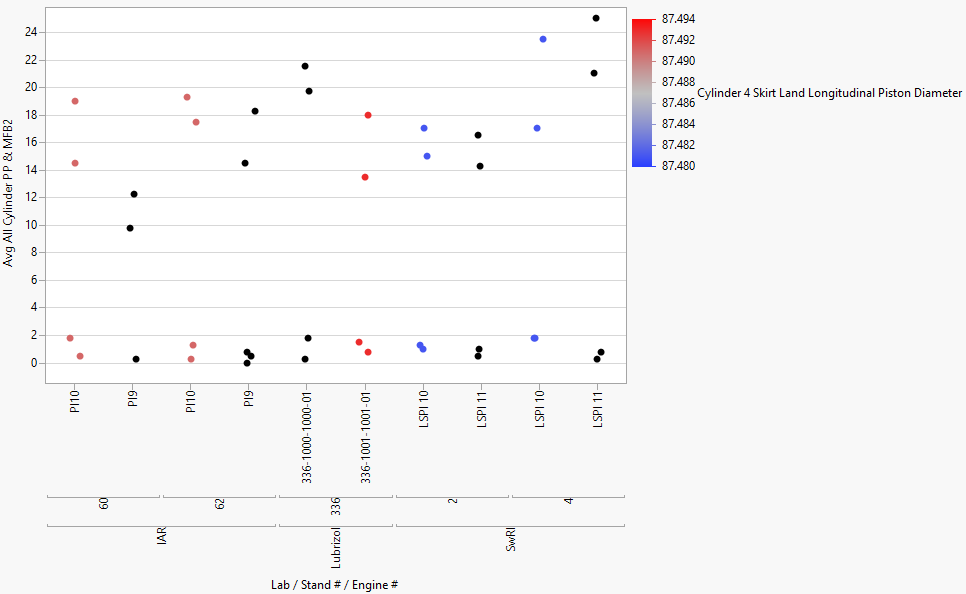 24
22
20
18
16
14
12
10
8
6
4
2
0
Avg All Cylinder PP & MFB2
87.494
87.492
87.490
87.488
87.486
87.484
87.482
87.480
Cylinder 4 Skirt Land Longitudinal Piston Diameter
PI10
PI9
PI10
PI9
336-1000-1000-01
336-1001-1001-01
LSPI 10
LSPI 11
LSPI 10
LSPI 11
60
62
336
2
4
IAR
Lubrizol
SwRI
Lab / Stand # / Engine #